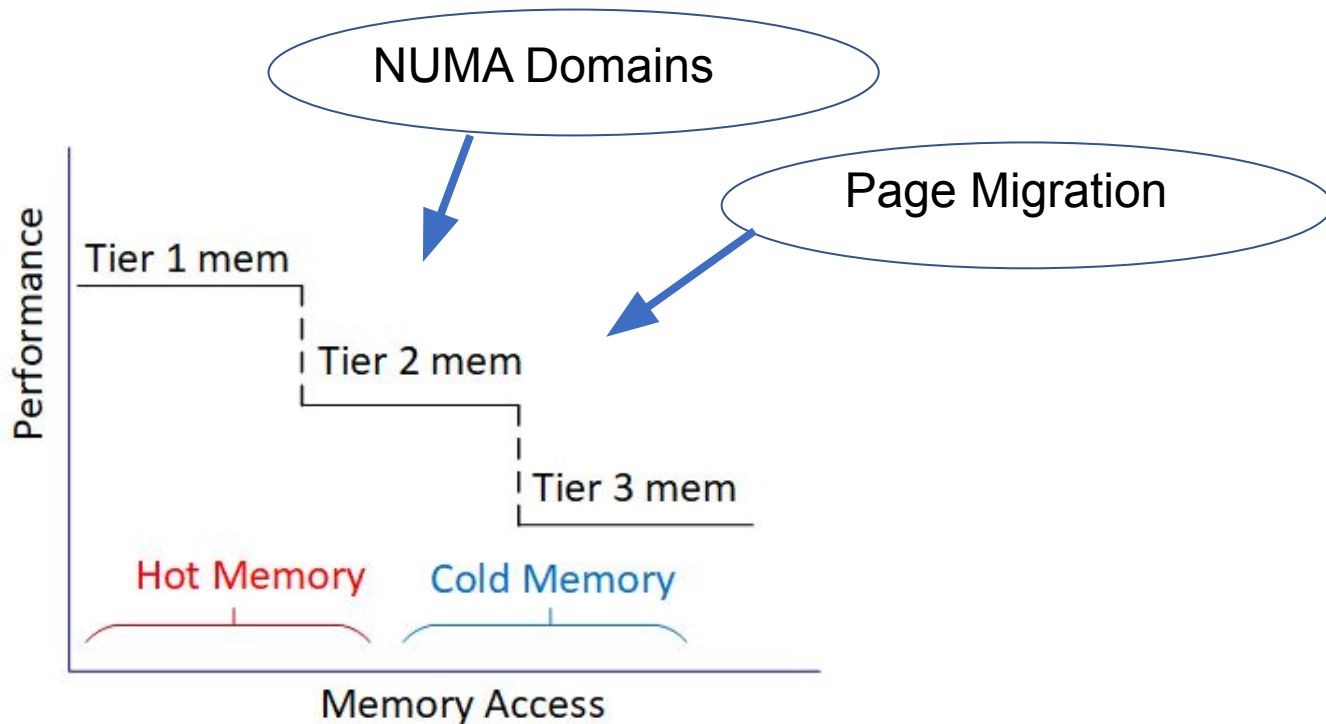 NUMA Domains
Page Migration
Performance
Tier 1 mem
Tier 2 mem
Tier 3 mem
Hot Memory
Cold Memory
Memory Access